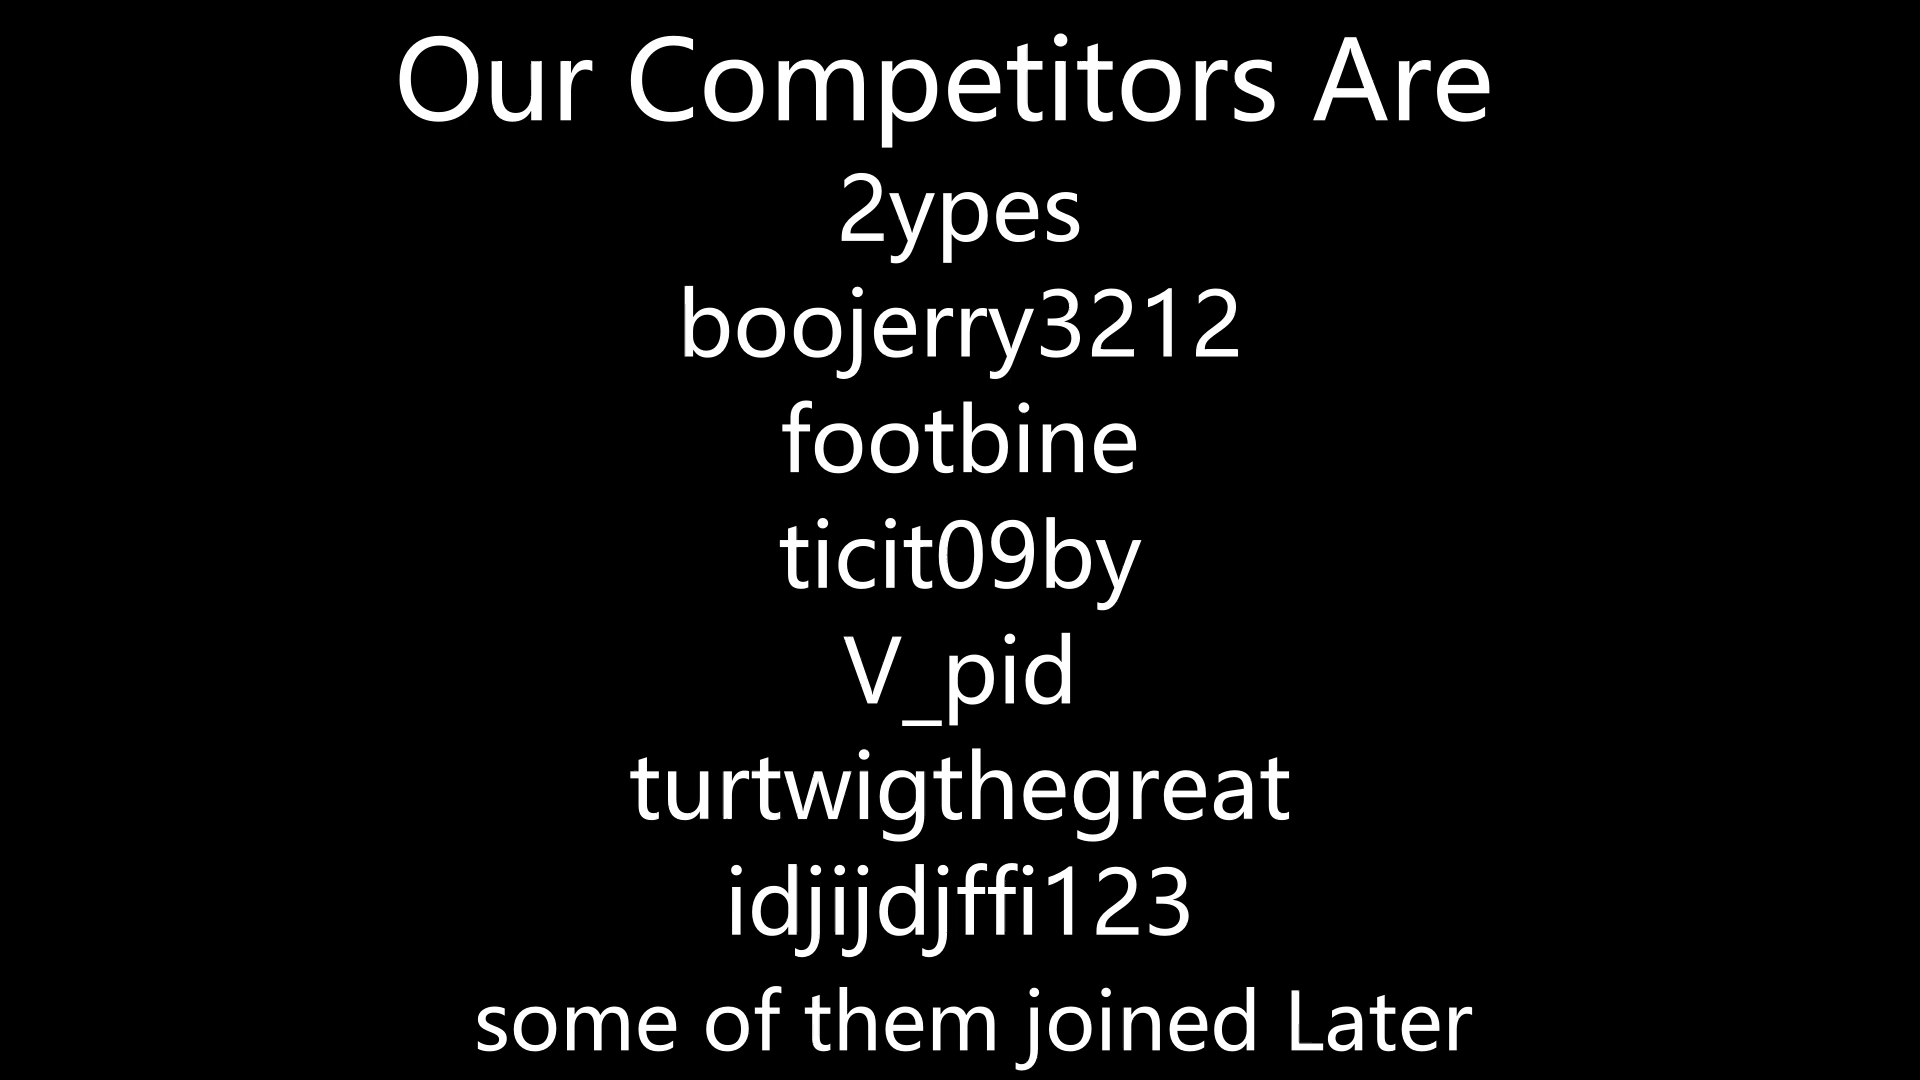 Our Competitors Are
2ypes
boojerry3212
footbine
ticit09by
V_pid
turtwigthegreat
idjijdjffi123
some of them joined Later